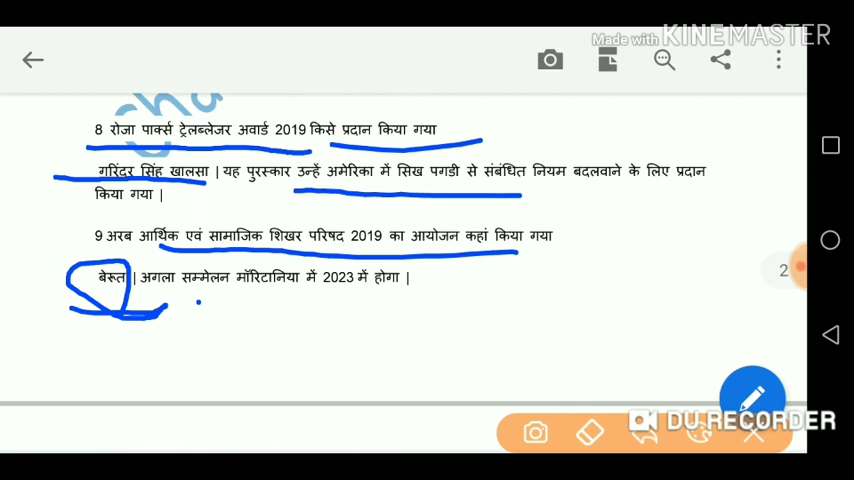 Made with KINEMASTER
8 रोजा पार्क्स ट्रेलब्लेजर अवार्ड 2019 किसे प्रदान किया गया
गरिंदर सिंह खालसा | यह पुरस्कार उन्हें अमेरिका में सिख पगडी से संबंधित नियम बदलवाने के लिए प्रदान
किया गया |
9 अरब आर्थिक एवं सामाजिक शिखर परिषद 2019 का आयोजन कहां किया गया
बेरूत | अगला सम्मेलन मॉरिटानिया में 2023 में होगा |
2
DU RECORDER